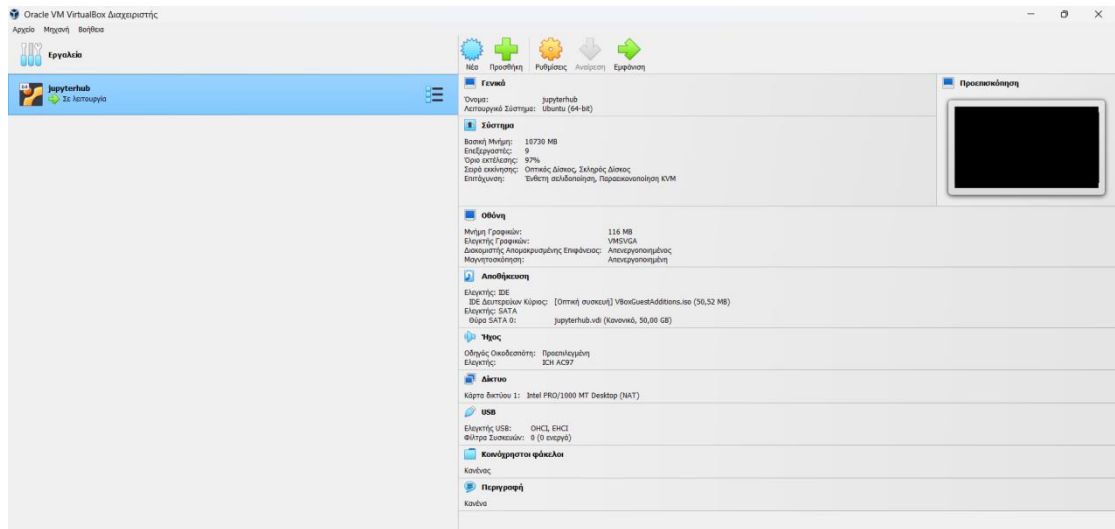 Oracle VM VirtualBox Διαχειριστής
Αρχείο Μηχανή Βοήθεια
Εργαλεία
jupyterhub
Σε λειτουργία
Νέα Προσθήκη Ρυθμίσεις Αναίρεση Εμφάνιση
Γενικά
Όνομα: jupyterhub
Λειτουργικό Σύστημα: Ubuntu (64-bit)
Προεπισκόπηση
Σύστημα
Βασική Μνήμη: 10730 MB
Επεξεργαστές: 9
Όριο εκτέλεσης: 97%
Σειρά εκκίνησης: Οπτικός Δίσκος, Σκληρός Δίσκος
Επιτάχυνση: Ένθετη σελιδοποίηση, Παραεικονοποίηση KVM
Οθόνη
Μνήμη Γραφικών: 116 MB
Ελεγκτής Γραφικών: VMSVGA
Διακομιστής Απομακρυσμένης Επιφάνειας: Απενεργοποιημένος
Μαγνητοσκόπηση: Απενεργοποιημένη
Αποθήκευση
Ελεγκτής: IDE
IDE Δευτερεύων Κύριος: [Οπτική συσκευή] VBoxGuestAdditions.iso (50,52 MB)
Ελεγκτής: SATA
Θύρα SATA 0: jupyterhub.vdi (Κανονικό, 50,00 GB)
Ήχος
Οδηγός Οικοδεσπότη: Προεπιλεγμένη
Ελεγκτής: ICH AC97
Δίκτυο
Κάρτα δικτύου 1: Intel PRO/1000 MT Desktop (NAT)
USB
Ελεγκτής USB: OHCI, EHCI
Φίλτρα Συσκευών: 0 (0 ενεργά)
Κοινόχρηστοι φάκελοι
Κανένας
Περιγραφή
Κανένα